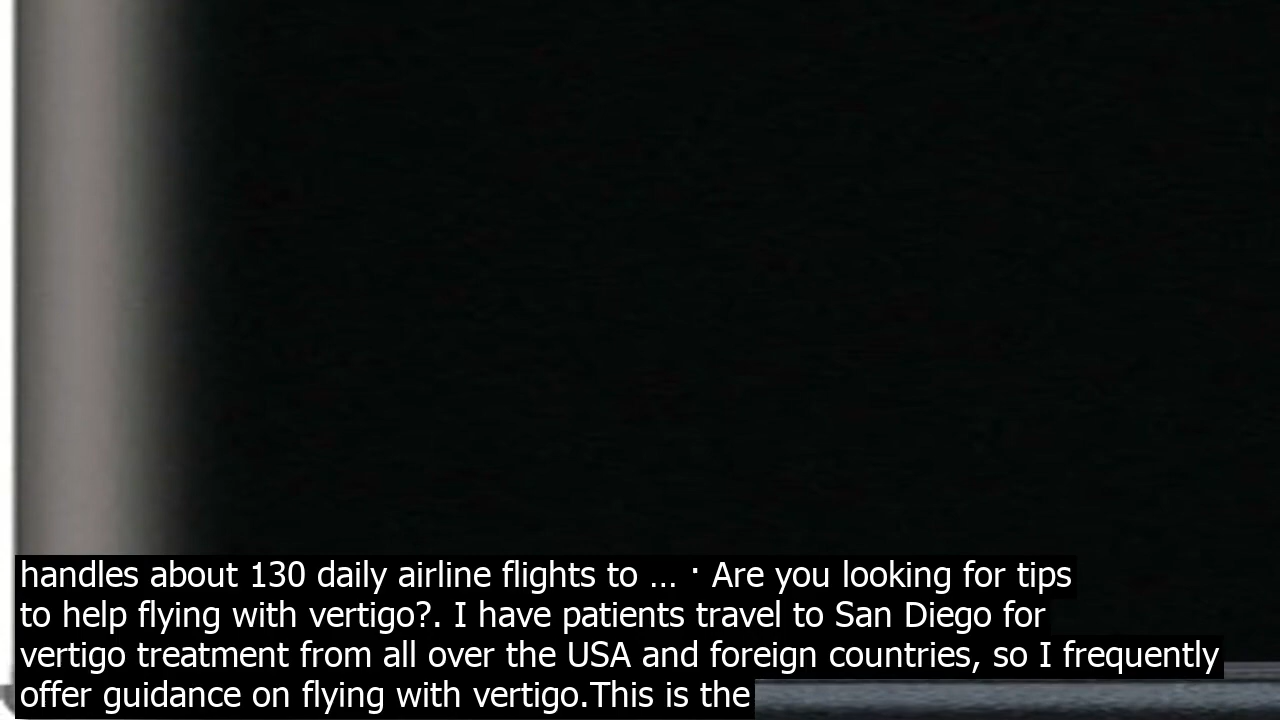 handles about 130 daily airline flights to ... · Are you looking for tips
to help flying with vertigo?. I have patients travel to San Diego for
vertigo treatment from all over the USA and foreign countries, so I frequently
offer guidance on flying with vertigo.This is the